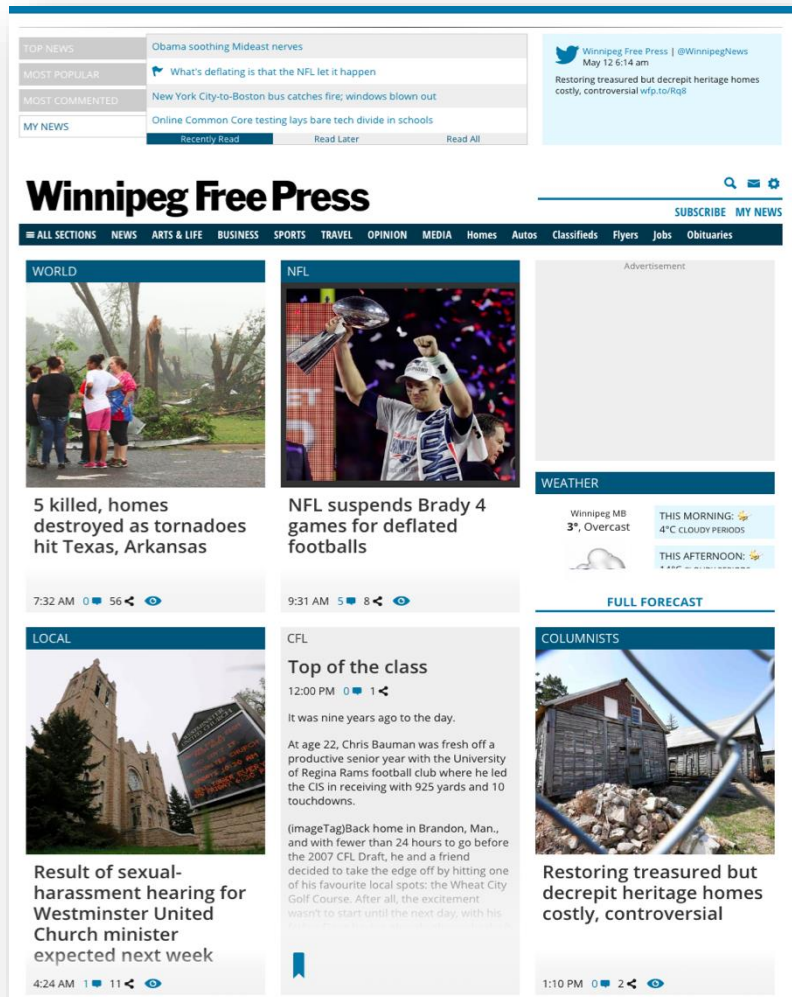 TOP NEWS
MOST POPULAR
MOST COMMENTED
MY NEWS
Obama soothing Mideast nerves
What's deflating is that the NFL let it happen
New York City-to-Boston bus catches fire; windows blown out
Online Common Core testing lays bare tech divide in schools
Recently Read Read Later Read All
Winnipeg Free Press | @WinnipegNews
May 12 6:14 am
Restoring treasured but decrepit heritage homes
costly, controversial wfp.to/Rq8
Winnipeg Free Press
SUBSCRIBE MY NEWS
ALL SECTIONS NEWS ARTS & LIFE BUSINESS SPORTS TRAVEL OPINION MEDIA Homes Autos Classifieds Flyers Jobs Obituaries
WORLD
5 killed, homes
destroyed as tornadoes
hit Texas, Arkansas
7:32 AM 0 56
NFL
NFL suspends Brady 4
games for deflated
footballs
9:31 AM 5 8
Advertisement
WEATHER
Winnipeg MB
3°, Overcast
THIS MORNING:
4°C CLOUDY PERIODS
THIS AFTERNOON:
FULL FORECAST
LOCAL
Result of sexual-
harassment hearing for
Westminster United
Church minister
expected next week
4:24 AM 1 11
CFL
Top of the class
12:00 PM 0 1
It was nine years ago to the day.
At age 22, Chris Bauman was fresh off a
productive senior year with the University
of Regina Rams football club where he led
the CIS in receiving with 925 yards and 10
touchdowns.
(imageTag)Back home in Brandon, Man.,
and with fewer than 24 hours to go before
the 2007 CFL Draft, he and a friend
decided to take the edge off by hitting one
of his favourite local spots: the Wheat City
Golf Course. After all, the excitement
wasn't to start until the next day, with his
COLUMNISTS
Restoring treasured but
decrepit heritage homes
costly, controversial
1:10 PM 0 2